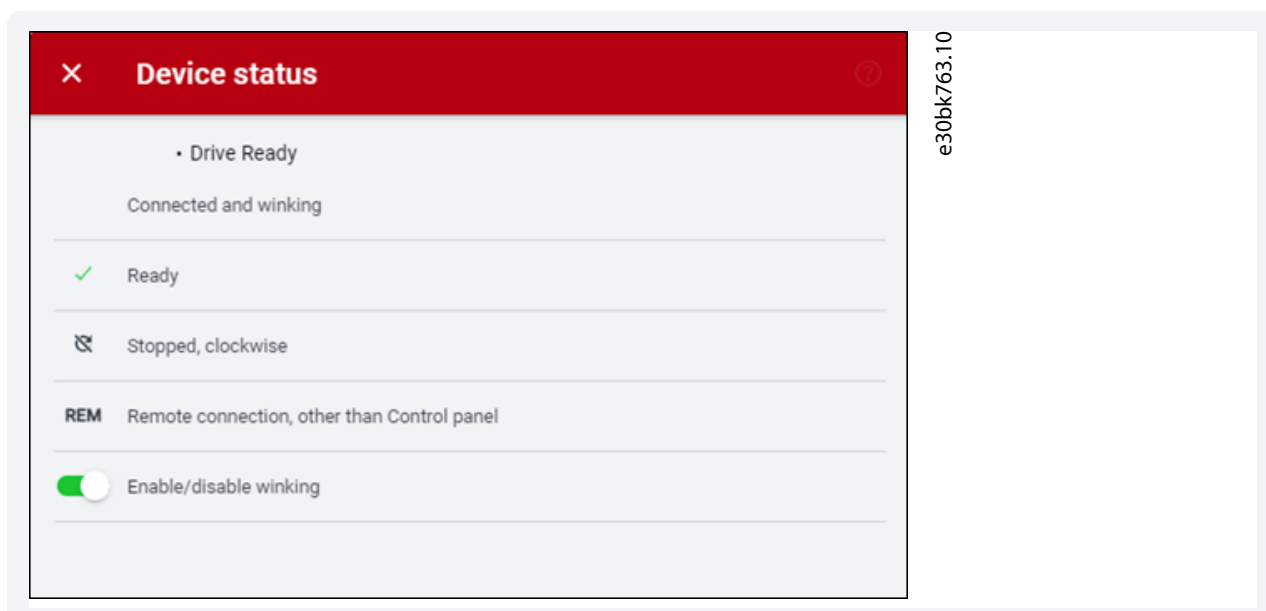 Device status
• Drive Ready
Connected and winking
Ready
Stopped, clockwise
REM Remote connection, other than Control panel
Enable/disable winking
e30bk763.10